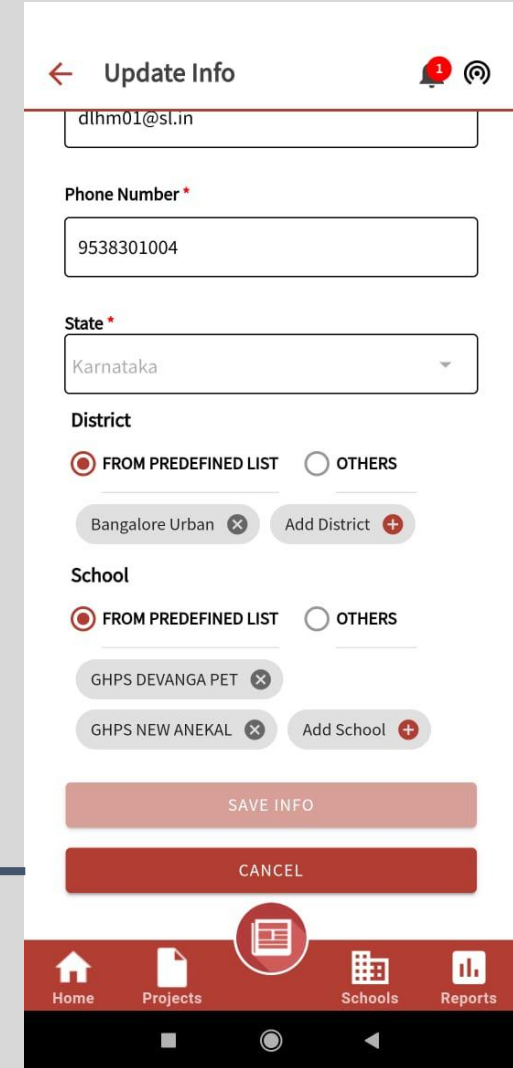 Update Info
1
dlhm01@sl.in
Phone Number *
9538301004
State *
Karnataka
District
FROM PREDEFINED LIST OTHERS
Bangalore Urban Add District
School
FROM PREDEFINED LIST OTHERS
GHPS DEVANGA PET
GHPS NEW ANEKAL Add School
SAVE INFO
CANCEL
Home Projects Schools Reports